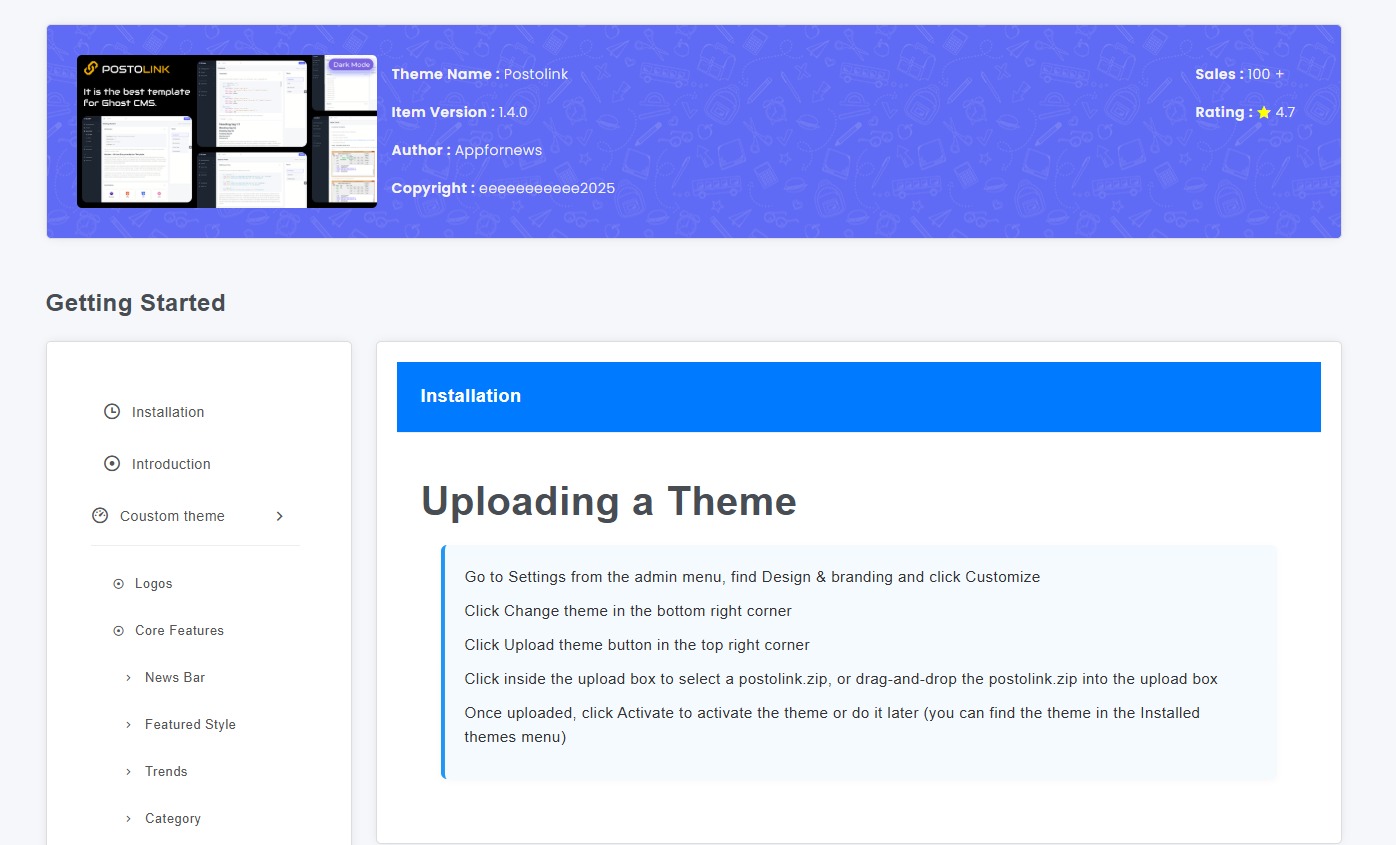 POSTOLINK
It is the best template
for Ghost CMS.
Dark Mode
Theme Name : Postolink
Item Version : 1.4.0
Author : Appfornews
Copyright : eeeeeeeeeee2025
Sales : 100 +
Rating : ⭐ 4.7
Getting Started
Installation
Introduction
Coustom theme
Logos
Core Features
News Bar
Featured Style
Trends
Category
Installation
Uploading a Theme
Go to Settings from the admin menu, find Design & branding and click Customize
Click Change theme in the bottom right corner
Click Upload theme button in the top right corner
Click inside the upload box to select a postolink.zip, or drag-and-drop the postolink.zip into the upload box
Once uploaded, click Activate to activate the theme or do it later (you can find the theme in the Installed
themes menu)